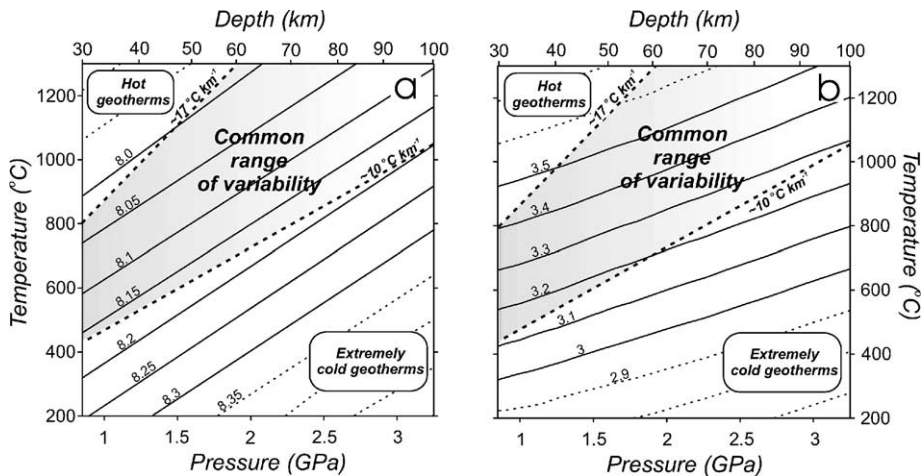 Depth (km)
30 40 50 60 70 80 90 100
Hot
geotherms
~17 °C km⁻¹
a
Common
range
of variability
~10 °C km⁻¹
8.0
8.05
8.1
8.15
8.2
8.25
8.3
8.35
Extremely
cold geotherms
1200
1000
800
600
400
200
Temperature (°C)
1 1.5 2 2.5 3
Pressure (GPa)
Depth (km)
30 40 50 60 70 80 90 100
Hot
geotherms
~17 °C km⁻¹
b
Common
range
of variability
~10 °C km⁻¹
3.5
3.4
3.3
3.2
3.1
3
2.9
Extremely
cold geotherms
1200
1000
800
600
400
200
Temperature (°C)
1 1.5 2 2.5 3
Pressure (GPa)